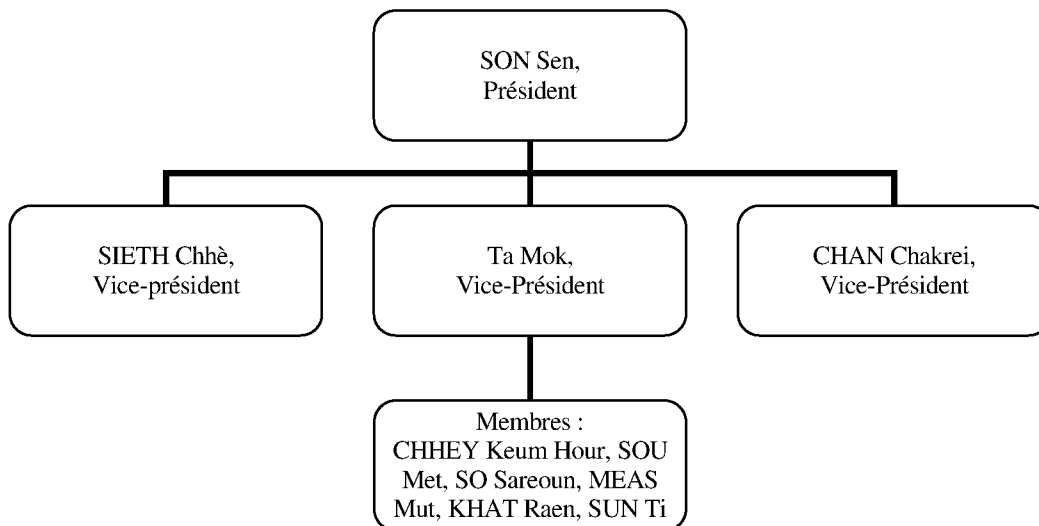 SON Sen,
Président
SIETH Chhè,
Vice-président
Ta Mok,
Vice-Président
CHAN Chakrei,
Vice-Président
Membres :
CHHEY Keum Hour, SOU
Met, SO Sareoun, MEAS
Mut, KHAT Raen, SUN Ti